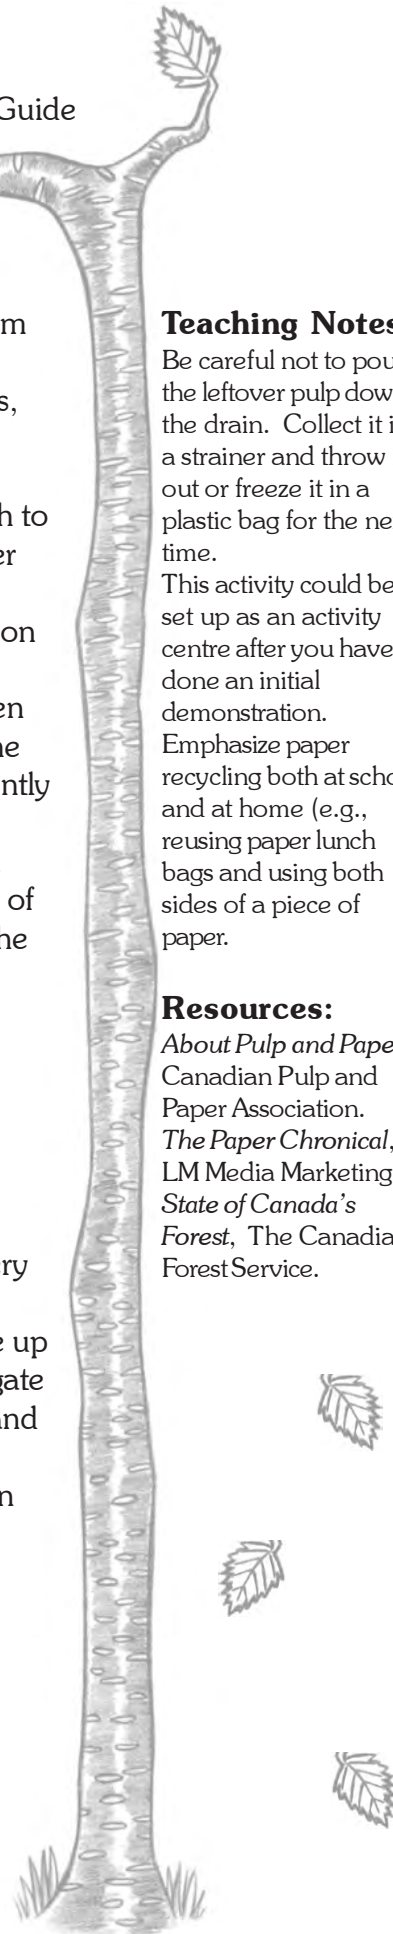 Guide
m
s,
h to
er
on
en
ne
ntly
of
he
ry
e up
gate
and
n
Teaching Notes
Be careful not to pou
the leftover pulp dow
the drain. Collect it i
a strainer and throw
out or freeze it in a
plastic bag for the ne
time.
This activity could be
set up as an activity
centre after you have
done an initial
demonstration.
Emphasize paper
recycling both at scho
and at home (e.g.,
reusing paper lunch
bags and using both
sides of a piece of
paper.
Resources:
About Pulp and Pape
Canadian Pulp and
Paper Association.
The Paper Chronical,
LM Media Marketing
State of Canada's
Forest, The Canadia
Forest Service.